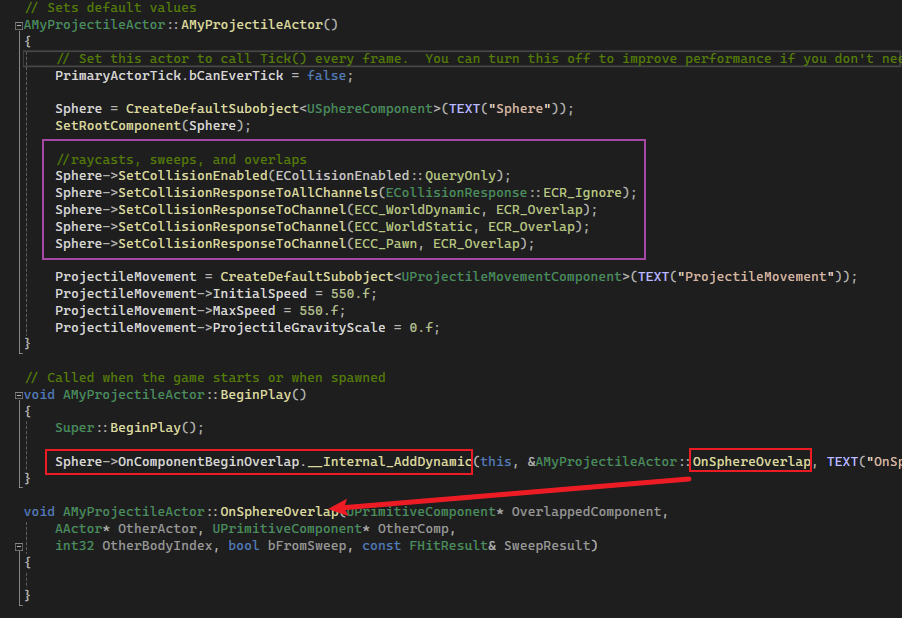 // Sets default values
AMyProjectileActor::AMyProjectileActor()
{
// Set this actor to call Tick() every frame.  You can turn this off to improve performance if you don't nee
PrimaryActorTick.bCanEverTick = false;
Sphere = CreateDefaultSubobject<USphereComponent>(TEXT("Sphere"));
SetRootComponent(Sphere);
//raycasts, sweeps, and overlaps
Sphere->SetCollisionEnabled(ECollisionEnabled::QueryOnly);
Sphere->SetCollisionResponseToAllChannels(ECollisionResponse::ECR_Ignore);
Sphere->SetCollisionResponseToChannel(ECC_WorldDynamic, ECR_Overlap);
Sphere->SetCollisionResponseToChannel(ECC_WorldStatic, ECR_Overlap);
Sphere->SetCollisionResponseToChannel(ECC_Pawn, ECR_Overlap);
ProjectileMovement = CreateDefaultSubobject<UProjectileMovementComponent>(TEXT("ProjectileMovement"));
ProjectileMovement->InitialSpeed = 550.f;
ProjectileMovement->MaxSpeed = 550.f;
ProjectileMovement->ProjectileGravityScale = 0.f;
}
// Called when the game starts or when spawned
void AMyProjectileActor::BeginPlay()
{
Super::BeginPlay();
Sphere->OnComponentBeginOverlap.__Internal_AddDynamic(this, &AMyProjectileActor::OnSphereOverlap, TEXT("OnSp
}
void AMyProjectileActor::OnSphereOverlap(UPrimitiveComponent* OverlappedComponent,
AActor* OtherActor, UPrimitiveComponent* OtherComp,
int32 OtherBodyIndex, bool bFromSweep, const FHitResult& SweepResult)
{
}